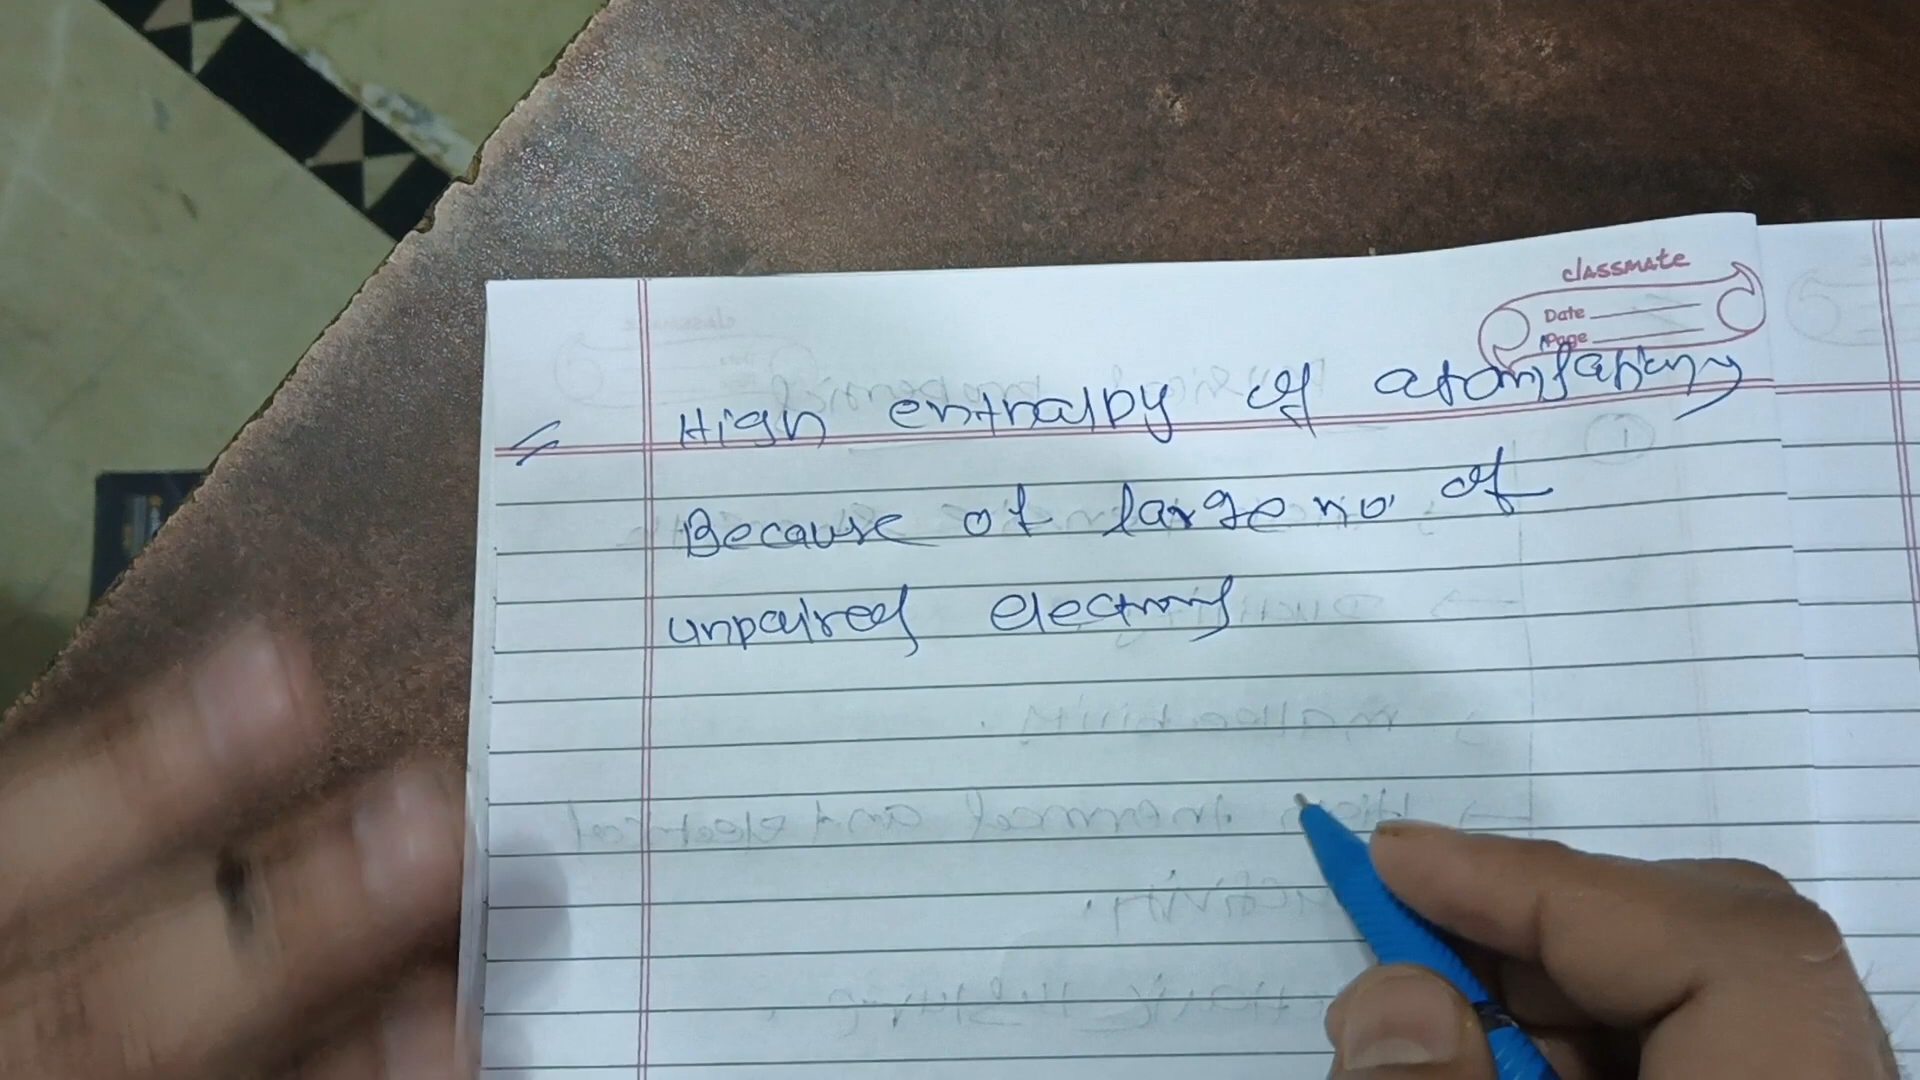 classmate
Date
Page
High enthalpy of atomisation
Because of large no. of
unpaired electrons